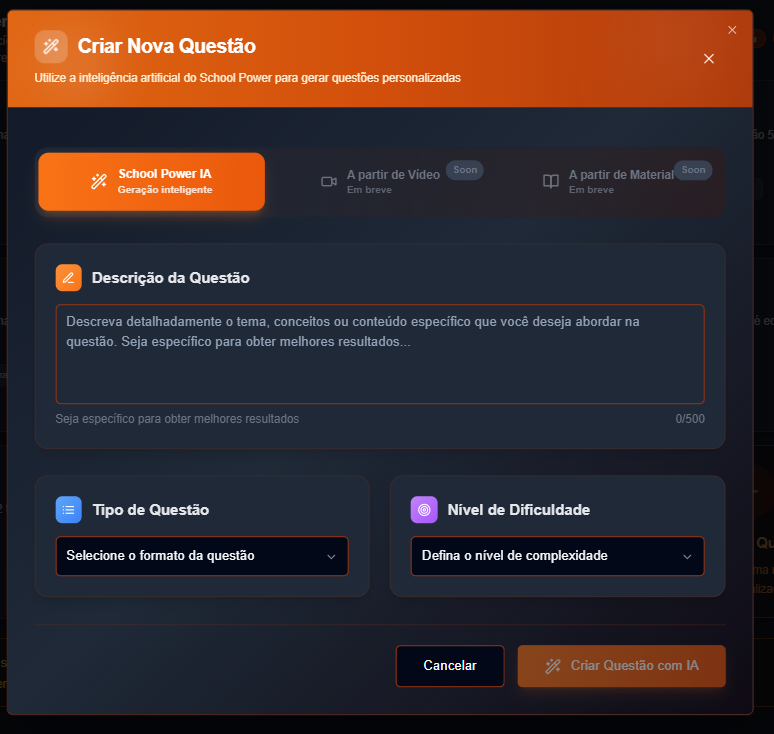 Criar Nova Questão
Utilize a inteligência artificial do School Power para gerar questões personalizadas
School Power IA
Geração inteligente
A partir de Vídeo
Soon
Em breve
A partir de Material
Soon
Em breve
Descrição da Questão
Descreva detalhadamente o tema, conceitos ou conteúdo específico que você deseja abordar na
questão. Seja específico para obter melhores resultados...
Seja específico para obter melhores resultados
0/500
Tipo de Questão
Selecione o formato da questão
Nível de Dificuldade
Defina o nível de complexidade
Cancelar
Criar Questão com IA